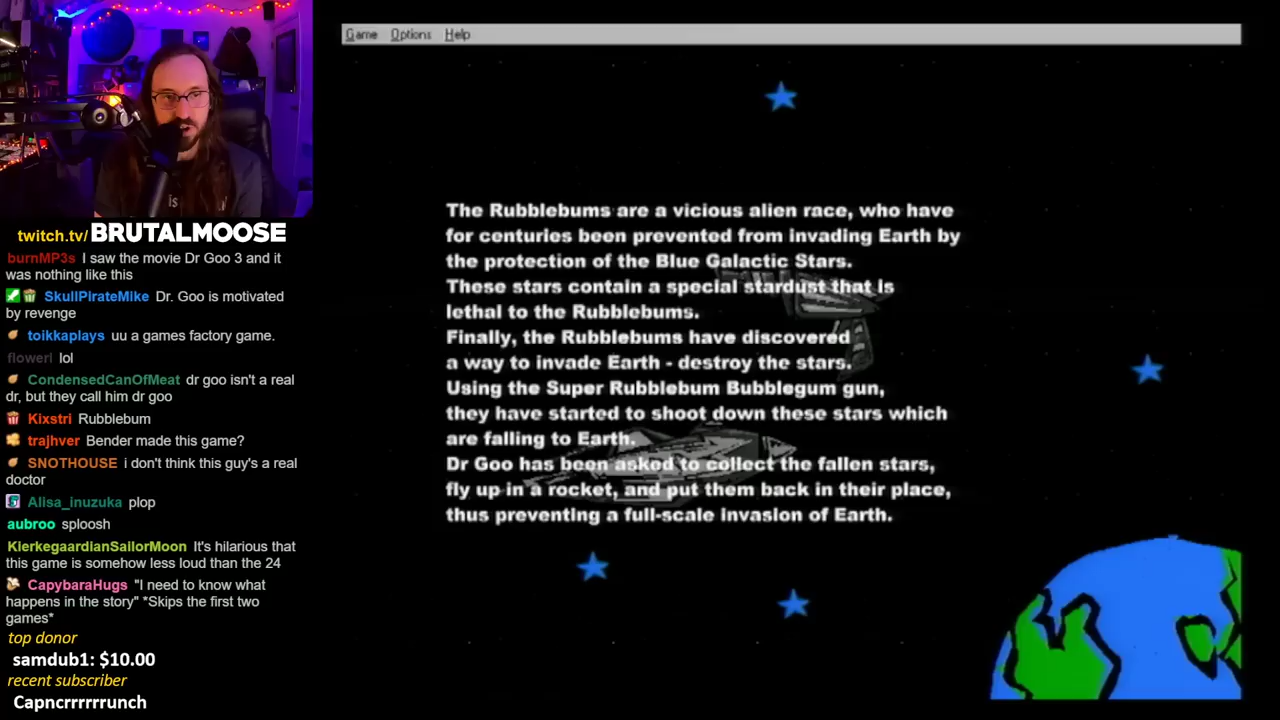 Game Options Help
The Rubblebums are a vicious alien race, who have
for centuries been prevented from invading Earth by
the protection of the Blue Galactic Stars.
These stars contain a special stardust that is
lethal to the Rubblebums.
Finally, the Rubblebums have discovered
a way to invade Earth - destroy the stars.
Using the Super Rubblebum Bubblegum gun,
they have started to shoot down these stars which
are falling to Earth.
Dr Goo has been asked to collect the fallen stars,
fly up in a rocket, and put them back in their place,
thus preventing a full-scale invasion of Earth.
twitch.tv/BRUTALMOOSE
burnMP3s I saw the movie Dr Goo 3 and it
was nothing like this
SkullPirateMike Dr. Goo is motivated
by revenge
toikkaplays uu a games factory game.
flowerl lol
CondensedCanOfMeat dr goo isn't a real
dr, but they call him dr goo
Kixstri Rubblebum
trajhver Bender made this game?
SNOTHOUSE i don't think this guy's a real
doctor
Alisa_inuzuka plop
aubroo sploosh
KierkegaardianSailorMoon It's hilarious that
this game is somehow less loud than the 24
CapybaraHugs "I need to know what
happens in the story" *Skips the first two
games*
top donor
samdub1: $10.00
recent subscriber
Capncrrrrrrunch